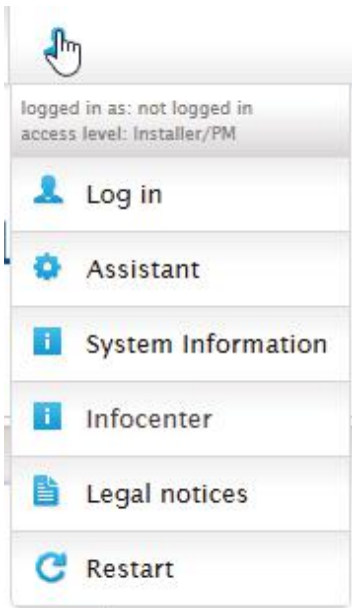 logged in as: not logged in
access level: Installer/PM
Log in
Assistant
System Information
Infocenter
Legal notices
Restart